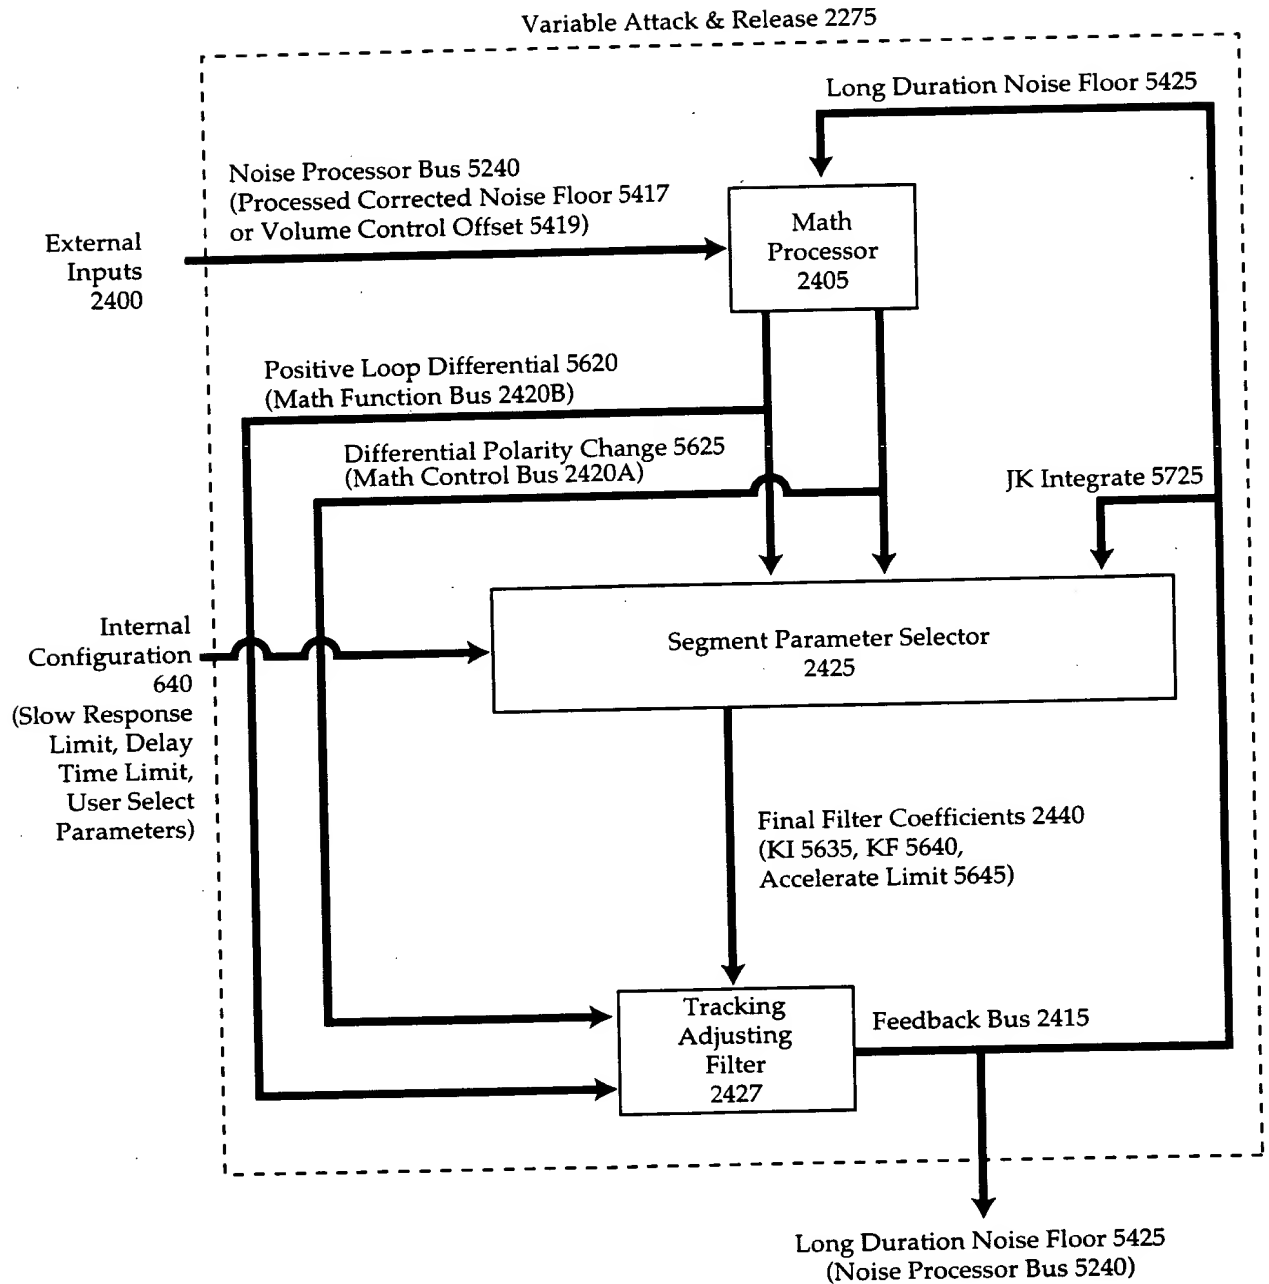 Variable Attack & Release 2275
Long Duration Noise Floor 5425
Noise Processor Bus 5240
(Processed Corrected Noise Floor 5417
or Volume Control Offset 5419)
External
Inputs
2400
Math
Processor
2405
Positive Loop Differential 5620
(Math Function Bus 2420B)
Differential Polarity Change 5625
(Math Control Bus 2420A)
JK Integrate 5725
Internal
Configuration
640
(Slow Response
Limit, Delay
Time Limit,
User Select
Parameters)
Segment Parameter Selector
2425
Final Filter Coefficients 2440
(KI 5635, KF 5640,
Accelerate Limit 5645)
Tracking
Adjusting
Filter
2427
Feedback Bus 2415
Long Duration Noise Floor 5425
(Noise Processor Bus 5240)